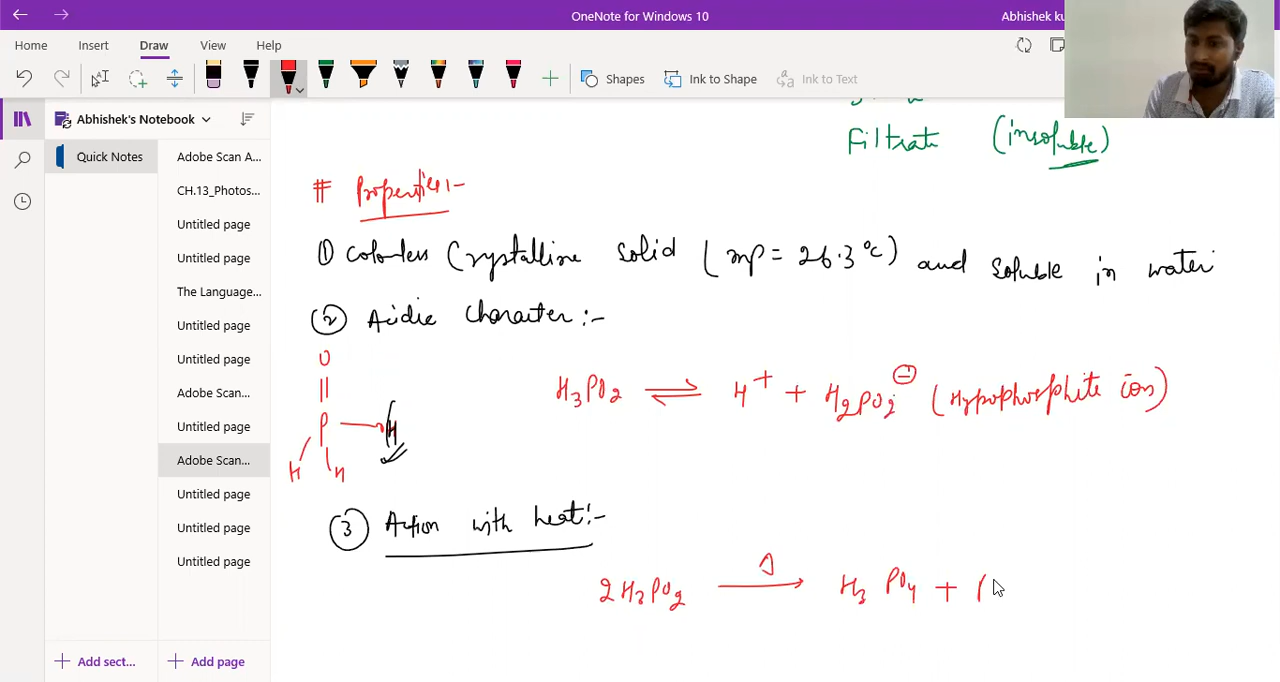 OneNote for Windows 10
Abhishek ku
Home Insert Draw View Help
Shapes Ink to Shape Ink to Text
Abhishek's Notebook
Quick Notes
Adobe Scan A...
CH.13_Photos...
Untitled page
Untitled page
The Language...
Untitled page
Untitled page
Adobe Scan...
Untitled page
Adobe Scan...
Untitled page
Untitled page
Untitled page
Add sect...
Add page
Filtrate (insoluble)
# Properties:-
① Colorless Crystalline solid (mp = 26.3°C) and soluble in water
② Acidic Character:-
O
||
P
H H
H₃PO₂ ⇌ H⁺ + H₂PO₂⊖ (Hypophosphite ion)
③ Action with heat:-
2H₃PO₂ Δ→ H₃PO₄ +